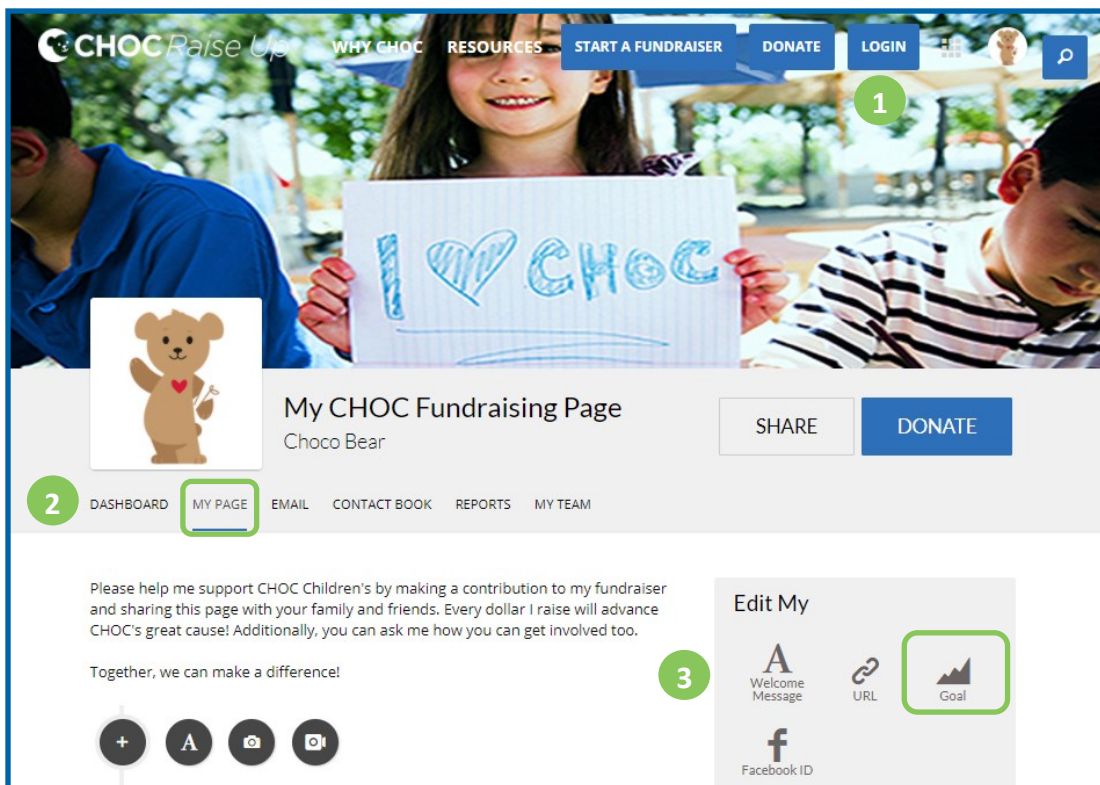 CHOC Raise Up WHY CHOC RESOURCES START A FUNDRAISER DONATE LOGIN
1
I CHOC
My CHOC Fundraising Page
Choco Bear
SHARE DONATE
2 DASHBOARD MY PAGE EMAIL CONTACT BOOK REPORTS MY TEAM
Please help me support CHOC Children's by making a contribution to my fundraiser
and sharing this page with your family and friends. Every dollar I raise will advance
CHOC's great cause! Additionally, you can ask me how you can get involved too.
Together, we can make a difference!
Edit My
3
A
Welcome
Message
URL
Goal
+ A
f
Facebook ID